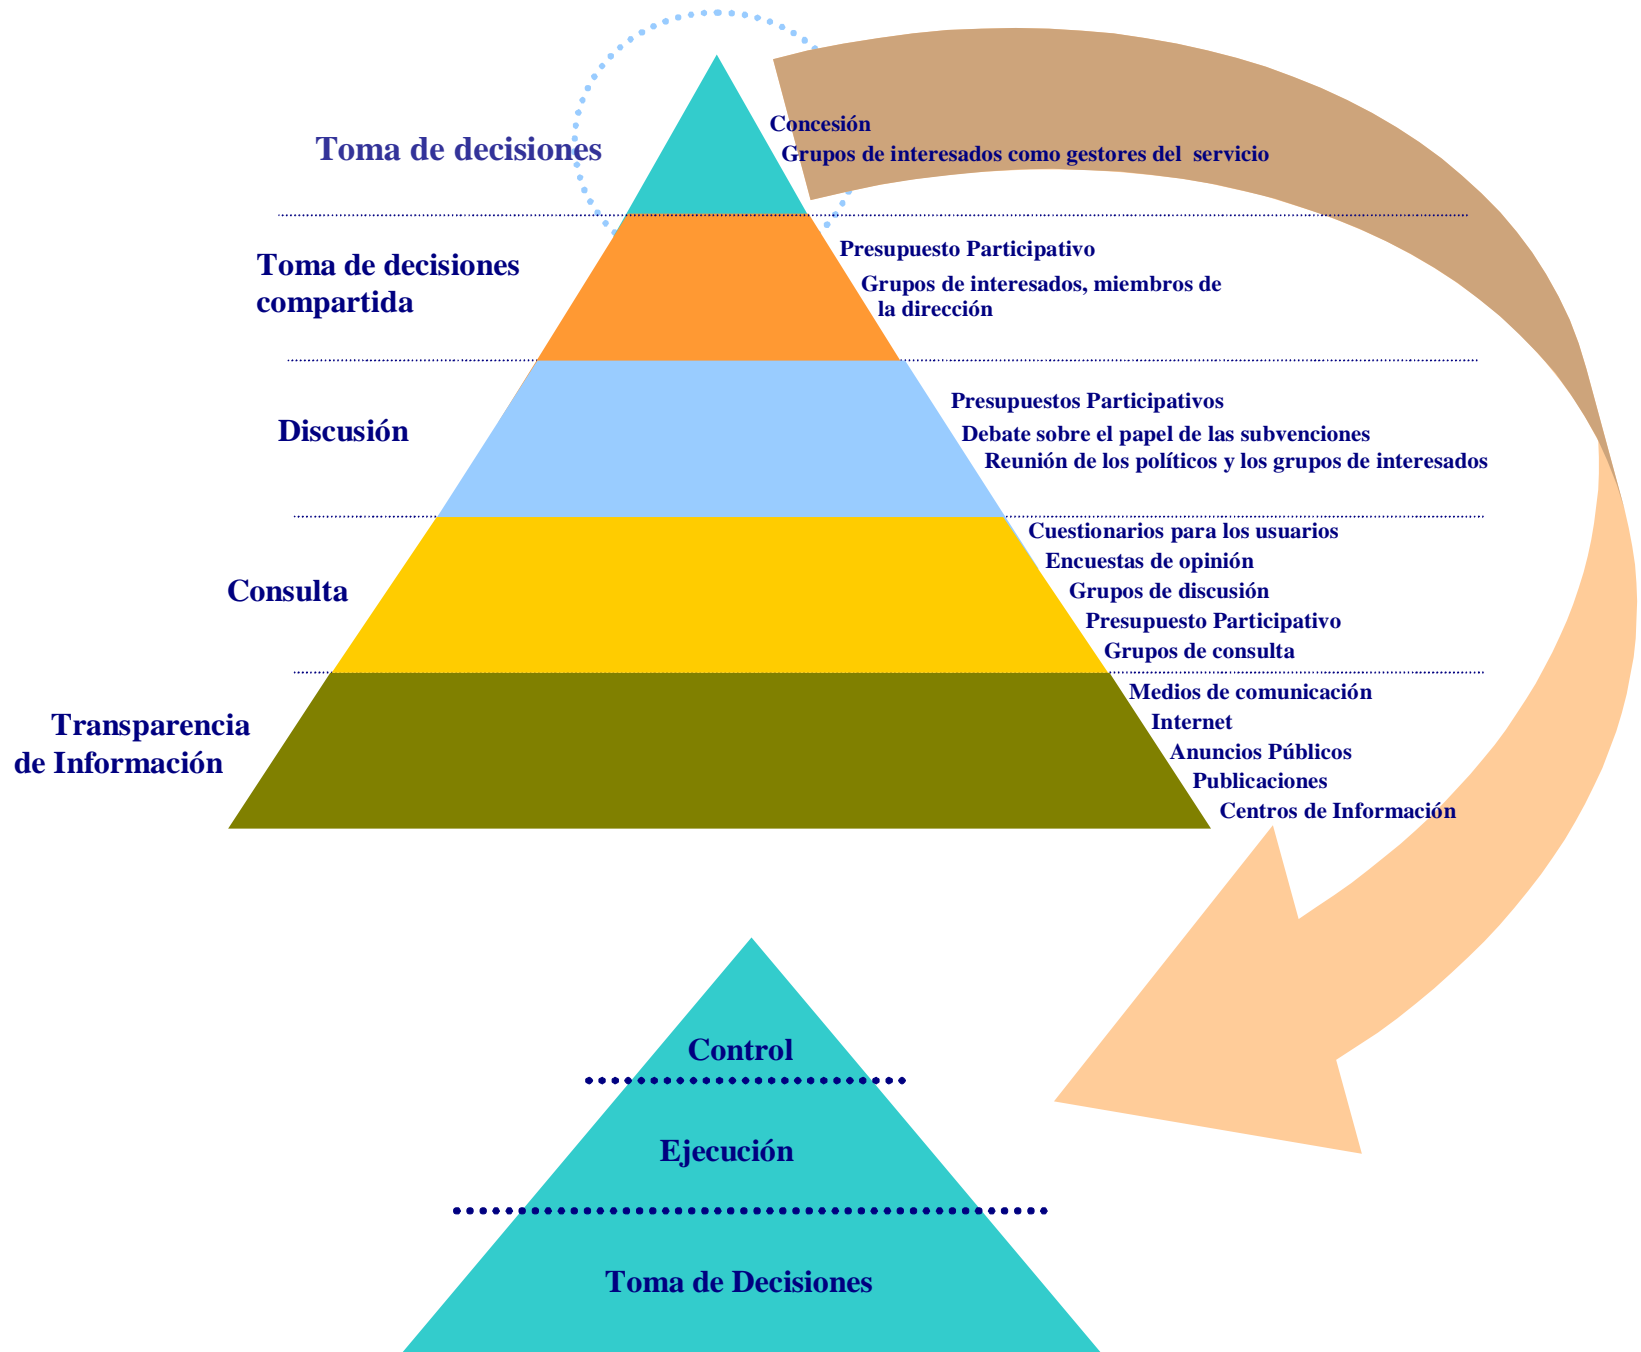 Toma de decisiones
Concesión
Grupos de interesados como gestores del servicio
Toma de decisiones
compartida
Presupuesto Participativo
Grupos de interesados, miembros de
la dirección
Discusión
Presupuestos Participativos
Debate sobre el papel de las subvenciones
Reunión de los políticos y los grupos de interesados
Consulta
Cuestionarios para los usuarios
Encuestas de opinión
Grupos de discusión
Presupuesto Participativo
Grupos de consulta
Transparencia
de Información
Medios de comunicación
Internet
Anuncios Públicos
Publicaciones
Centros de Información
Control
Ejecución
Toma de Decisiones